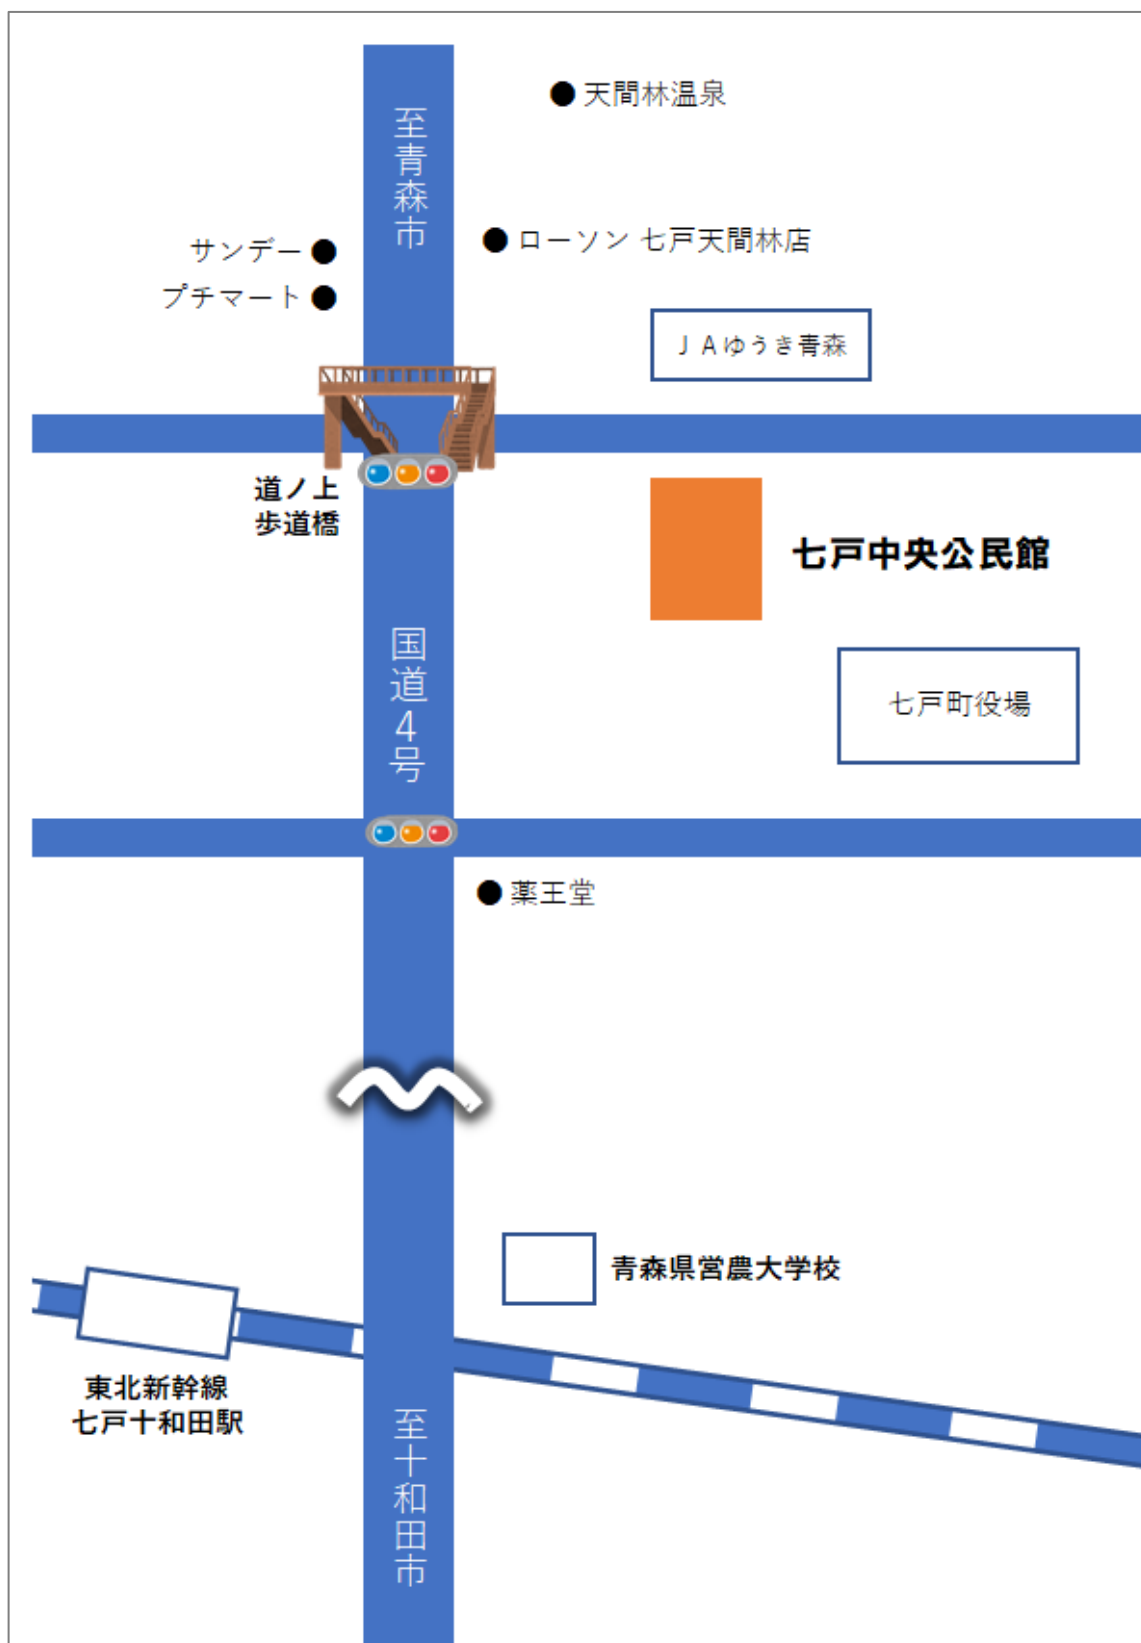 天間林温泉
至青森市
サンデー
ローソン 七戸天間林店
プチマート
ＪＡゆうき青森
道ノ上
歩道橋
七戸中央公民館
国道4号
七戸町役場
薬王堂
青森県営農大学校
東北新幹線
七戸十和田駅
至十和田市